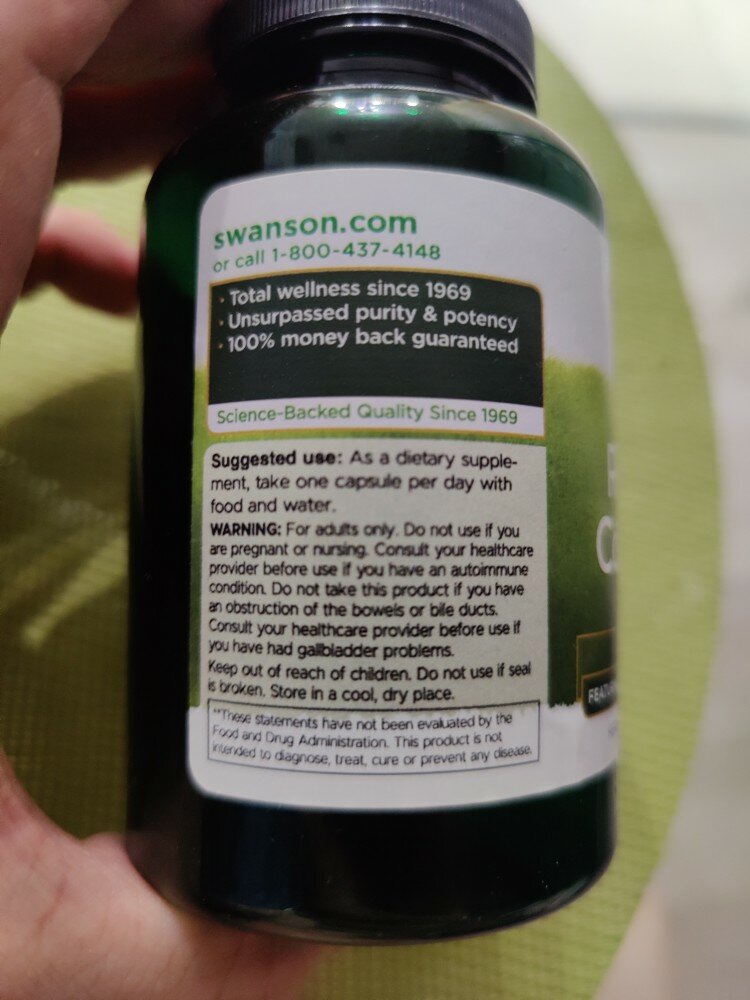 swanson.com
or call 1-800-437-4148
· Total wellness since 1969
· Unsurpassed purity & potency
· 100% money back guaranteed
Science-Backed Quality Since 1969
Suggested use: As a dietary supple-
ment, take one capsule per day with
food and water.
WARNING: For adults only. Do not use if you
are pregnant or nursing. Consult your healthcare
provider before use if you have an autoimmune
condition. Do not take this product if you have
an obstruction of the bowels or bile ducts.
Consult your healthcare provider before use if
you have had gallbladder problems.
Keep out of reach of children. Do not use if seal
is broken. Store in a cool, dry place.
**These statements have not been evaluated by the
Food and Drug Administration. This product is not
intended to diagnose, treat, cure or prevent any disease.